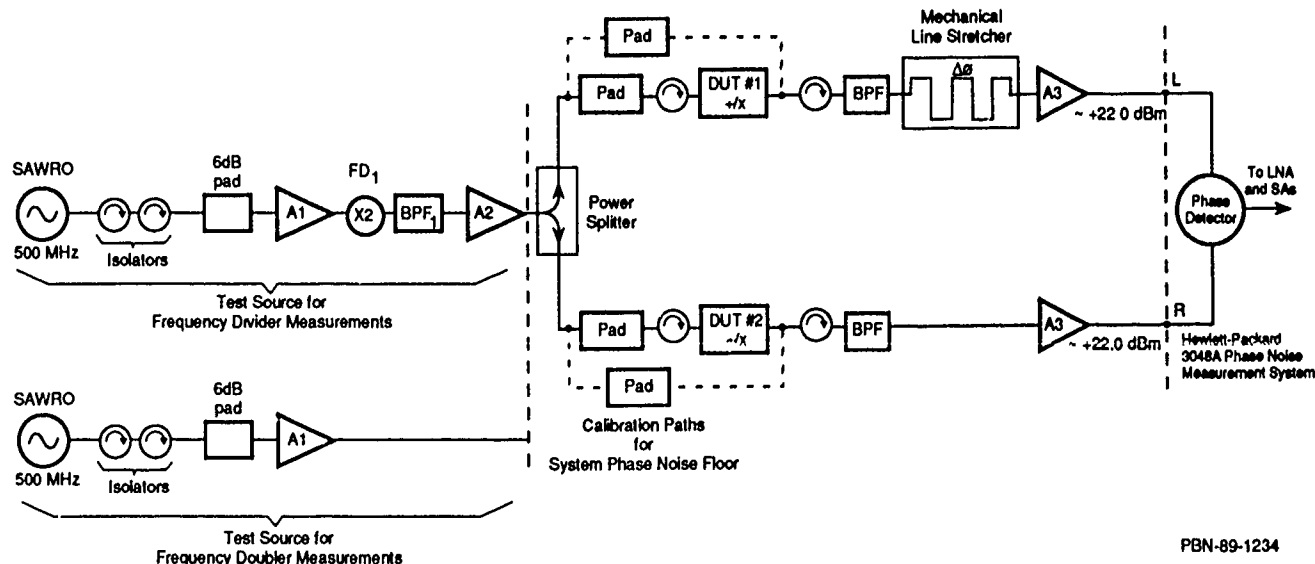 Mechanical
Line Stretcher
Pad
Δø
Pad
DUT #1
+/x
BPF
A3
L
~ +22 0 dBm
SAWRO
6dB
pad
FD1
A1
X2
BPF1
A2
500 MHz
Isolators
Power
Splitter
To LNA
and SAs
Phase
Detector
Test Source for
Frequency Divider Measurements
Pad
DUT #2
~/x
BPF
A3
R
~ +22.0 dBm
Hewlett-Packard
3048A Phase Noise
Measurement System
Pad
Calibration Paths
for
System Phase Noise Floor
SAWRO
6dB
pad
A1
500 MHz
Isolators
Test Source for
Frequency Doubler Measurements
PBN-89-1234